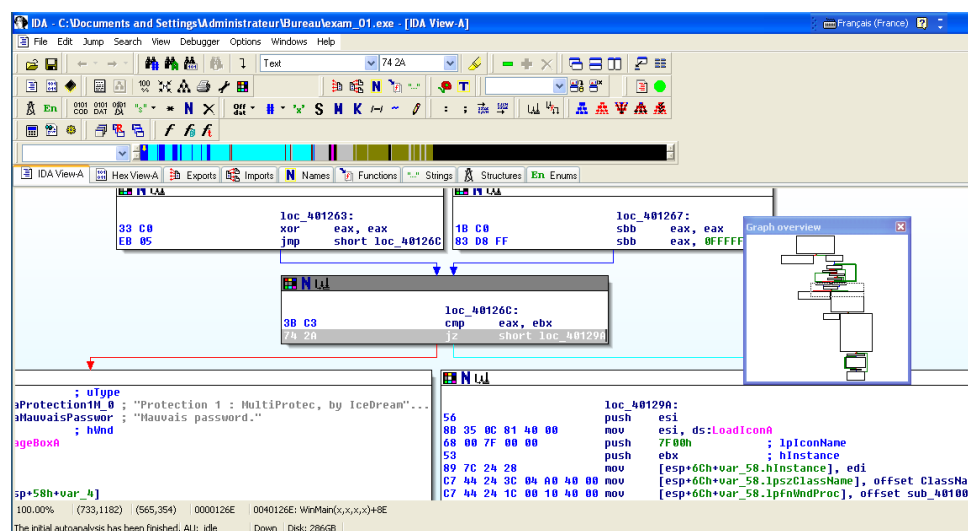 IDA - C:\Documents and Settings\Administrateur\Bureau\exam_01.exe - [IDA View-A]
Français (France)
File Edit Jump Search View Debugger Options Windows Help
Text
74 2A
IDA View-A Hex View-A Exports Imports N Names Functions Strings Structures En Enums
loc_401263:
33 C0 xor eax, eax
EB 05 jmp short loc_40126C
loc_401267:
1B C0 sbb eax, eax
83 D8 FF sbb eax, 0FFFFF
Graph overview
loc_40126C:
3B C3 cmp eax, ebx
74 2A jz short loc_40129A
; uType
aProtection1M_0 ; "Protection 1 : MultiProtec, by IceDream"...
aMauvaisPasswor ; "Mauvais password."
; hWnd
ageBoxA
sp+58h+var_4]
loc_40129A:
56 push esi
8B 35 0C 81 40 00 mov esi, ds:LoadIconA
68 00 7F 00 00 push 7F00h ; lpIconName
53 push ebx ; hInstance
89 7C 24 28 mov [esp+6Ch+var_58.hInstance], edi
C7 44 24 3C 04 A0 40 00 mov [esp+6Ch+var_58.lpszClassName], offset ClassNa
C7 44 24 1C 00 10 40 00 mov [esp+6Ch+var_58.lpfnWndProc], offset sub_40100
100.00% (733,1182) (565,354) 0000126E 0040126E: WinMain(x,x,x,x)+8E
The initial autoanalysis has been finished. AU: idle Down Disk: 286GB